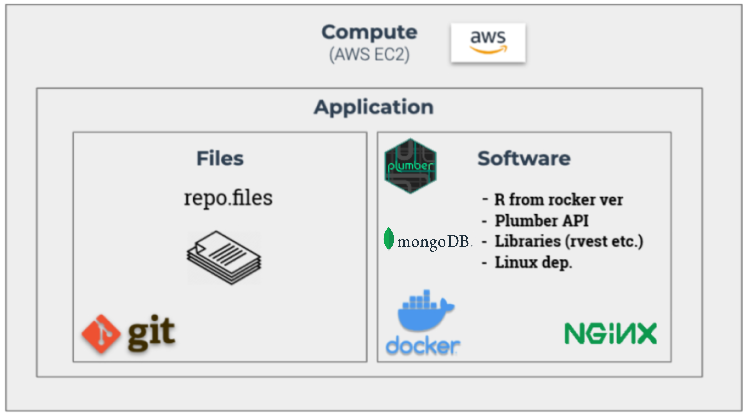 Compute
(AWS EC2)
aws
Application
Files
repo.files
git
Software
plumber
- R from rocker ver
- Plumber API
mongoDB.
- Libraries (rvest etc.)
- Linux dep.
docker
NGINX